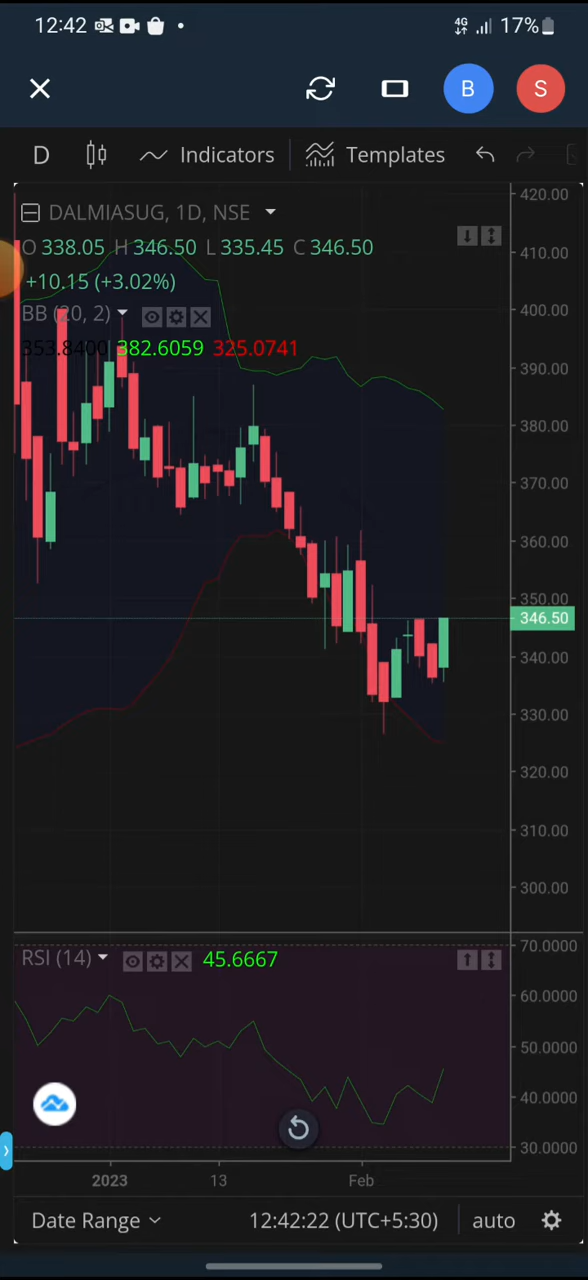 12:42 4G 17%
B S
D Indicators Templates
DALMIASUG, 1D, NSE
O 338.05 H 346.50 L 335.45 C 346.50
+10.15 (+3.02%)
BB (20, 2)
353.8400 382.6059 325.0741
420.00
410.00
400.00
390.00
380.00
370.00
360.00
350.00
346.50
340.00
330.00
320.00
310.00
300.00
RSI (14) 45.6667
70.0000
60.0000
50.0000
40.0000
30.0000
2023 13 Feb
Date Range 12:42:22 (UTC+5:30) auto